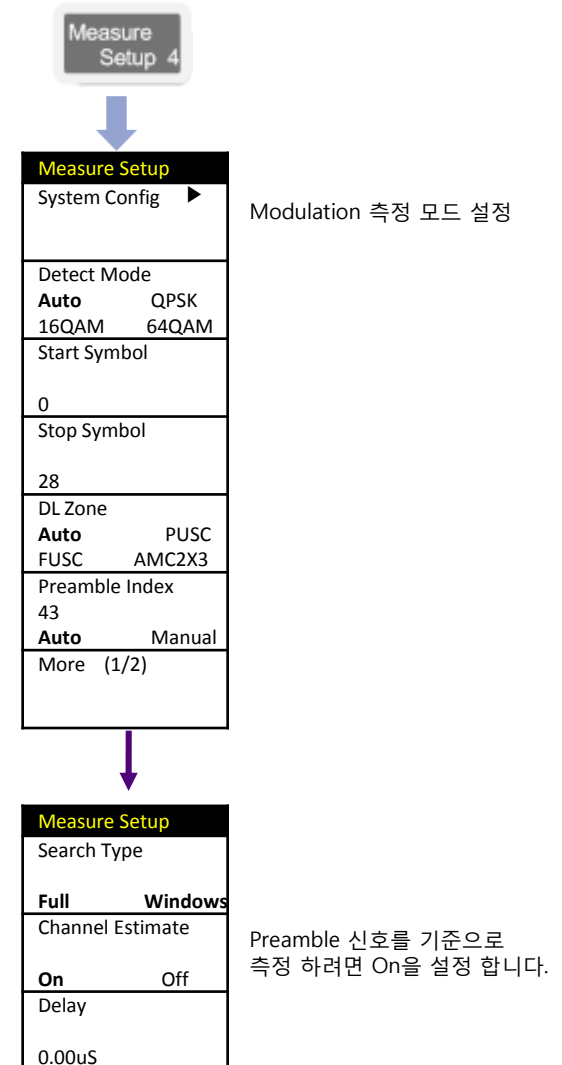 Measure
Setup 4
Measure Setup
System Config ▶
Modulation 측정 모드 설정
Detect Mode
Auto QPSK
16QAM 64QAM
Start Symbol
0
Stop Symbol
28
DL Zone
Auto PUSC
FUSC AMC2X3
Preamble Index
43
Auto Manual
More (1/2)
Measure Setup
Search Type
Full Windows
Channel Estimate
On Off
Preamble 신호를 기준으로
측정 하려면 On을 설정 합니다.
Delay
0.00uS